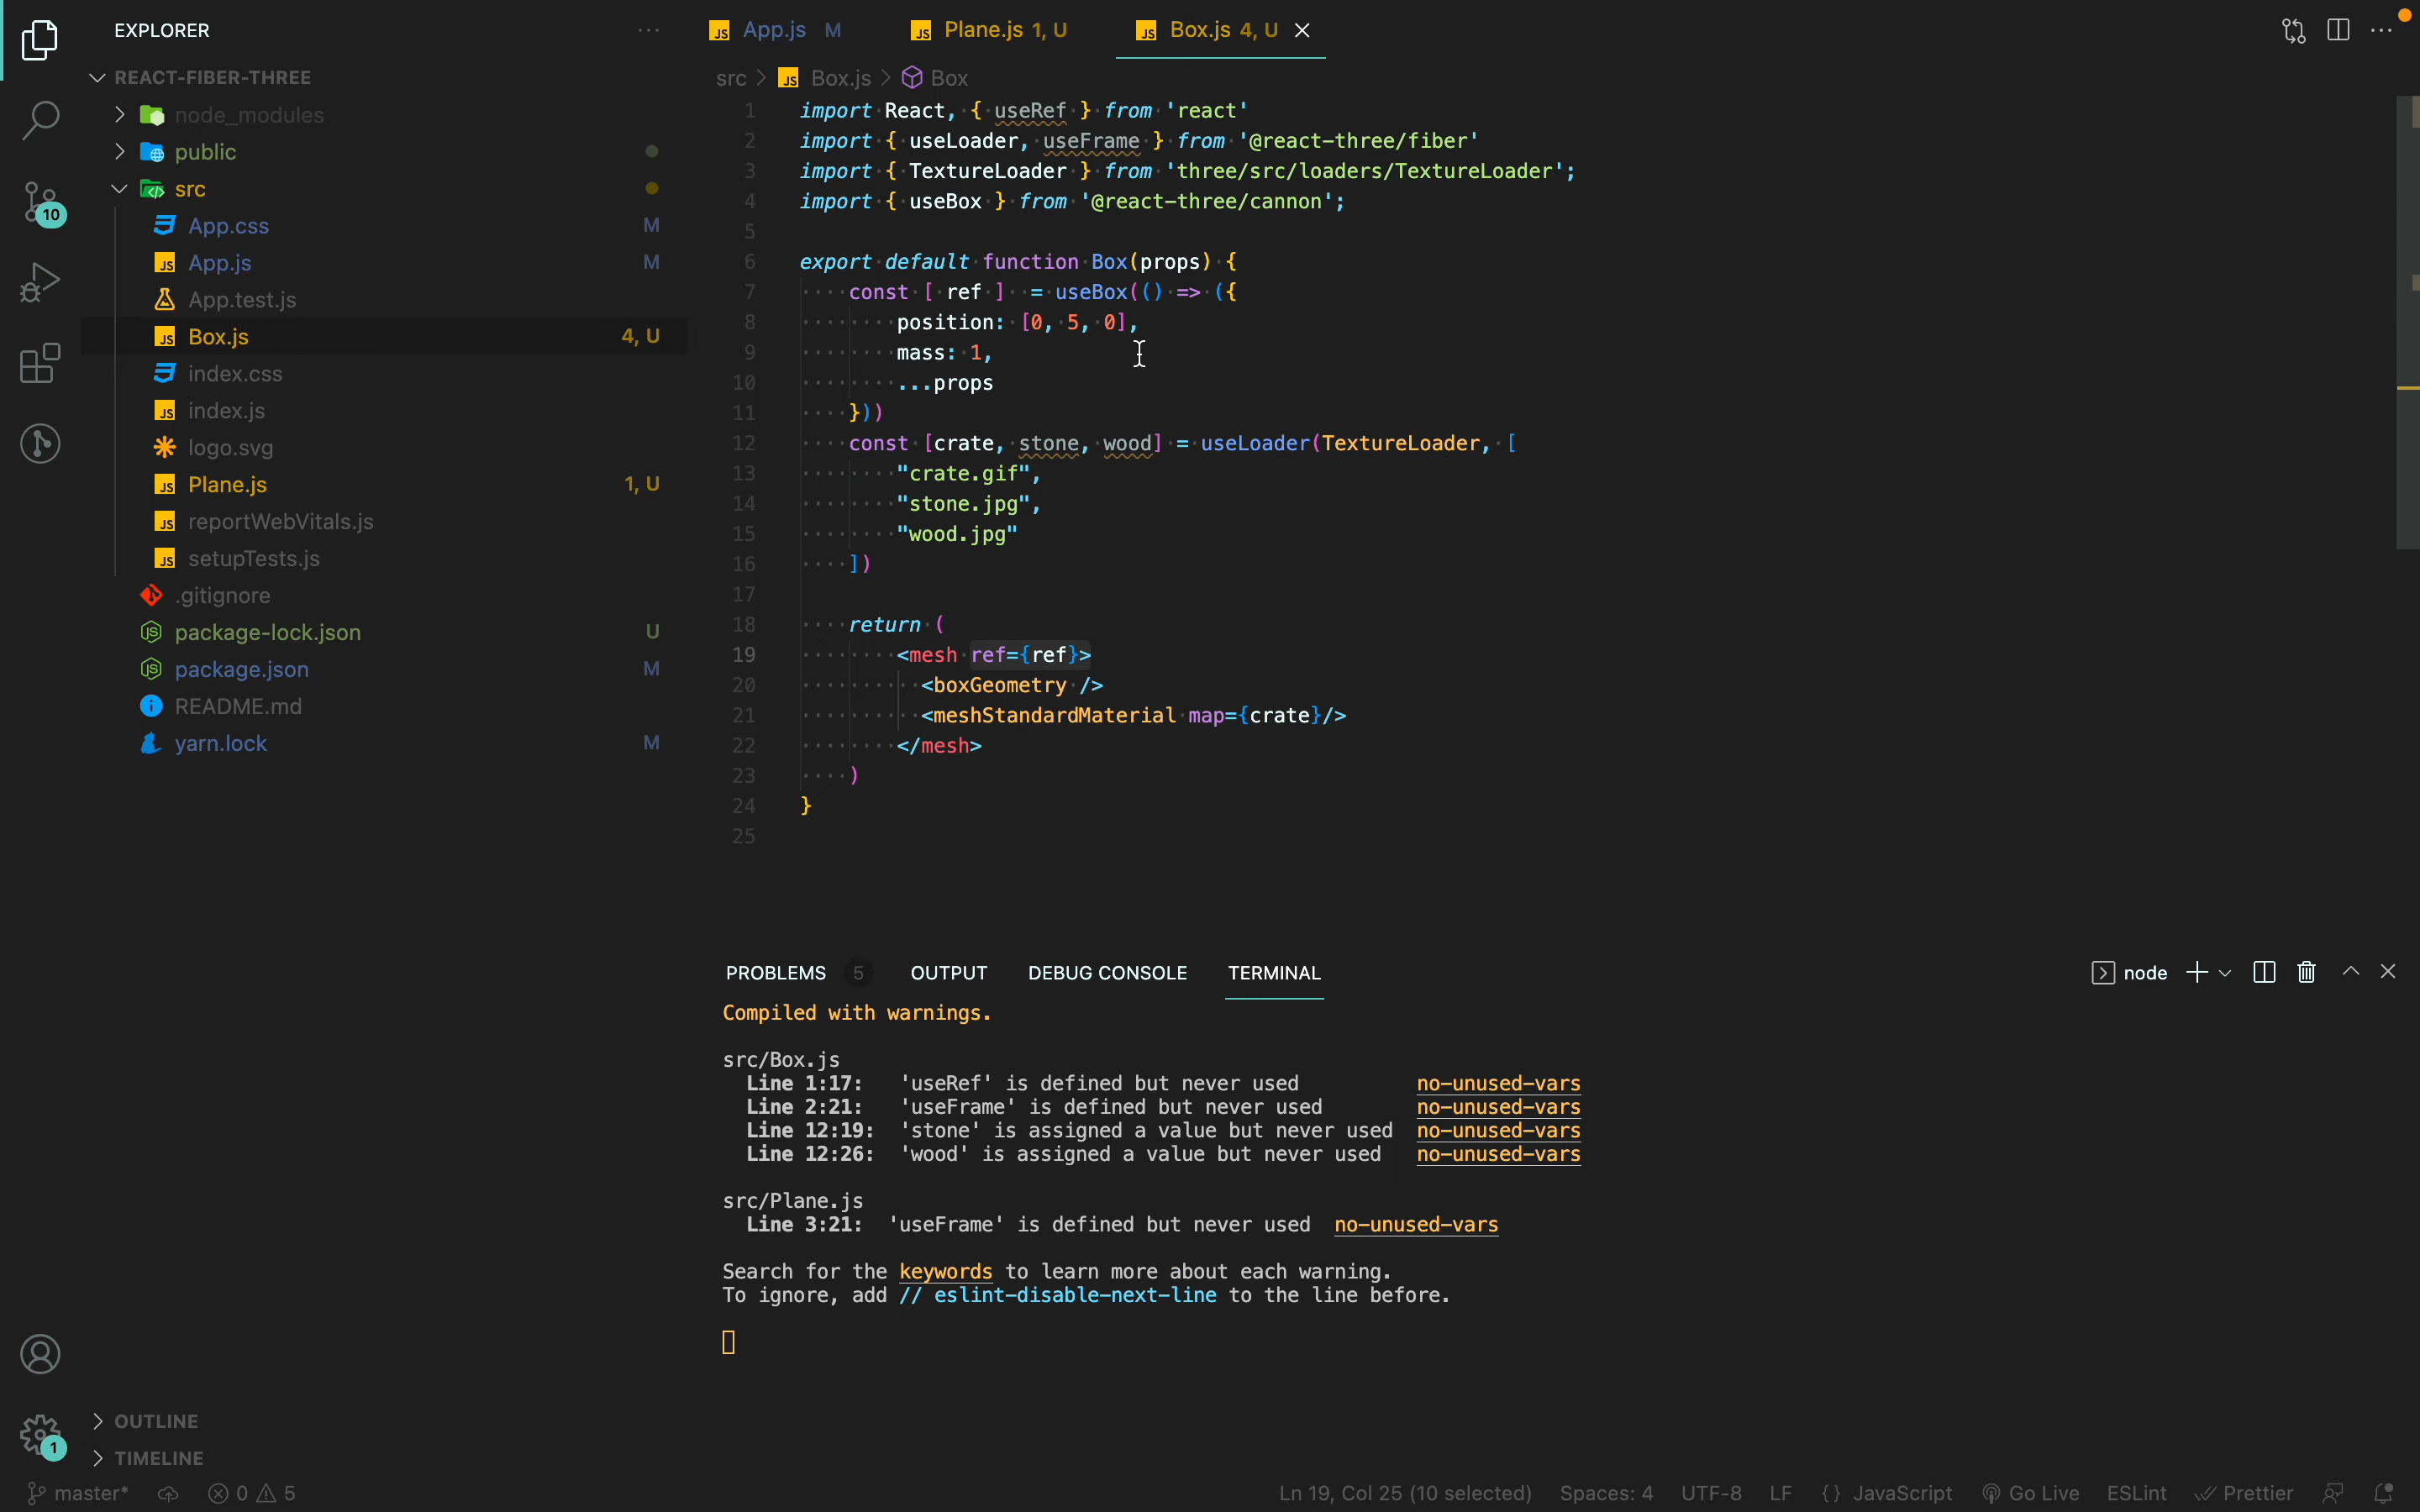 EXPLORER
REACT-FIBER-THREE
node_modules
public
src
App.css M
App.js M
App.test.js
Box.js 4, U
index.css
index.js
logo.svg
Plane.js 1, U
reportWebVitals.js
setupTests.js
.gitignore
package-lock.json U
package.json M
README.md
yarn.lock M
10
OUTLINE
TIMELINE
1
App.js M
Plane.js 1, U
Box.js 4, U
src > Box.js > Box
1 import React, { useRef } from 'react'
2 import { useLoader, useFrame } from '@react-three/fiber'
3 import { TextureLoader } from 'three/src/loaders/TextureLoader';
4 import { useBox } from '@react-three/cannon';
5
6 export default function Box(props) {
7 const [ ref ]  = useBox(() => ({
8 position: [0, 5, 0],
9 mass: 1,
10 ...props
11 }))
12 const [crate, stone, wood] = useLoader(TextureLoader, [
13 "crate.gif",
14 "stone.jpg",
15 "wood.jpg"
16 ])
17
18 return (
19 <mesh ref={ref}>
20 <boxGeometry />
21 <meshStandardMaterial map={crate}/>
22 </mesh>
23 )
24 }
25
PROBLEMS 5 OUTPUT DEBUG CONSOLE TERMINAL
node
Compiled with warnings.
src/Box.js
Line 1:17: 'useRef' is defined but never used no-unused-vars
Line 2:21: 'useFrame' is defined but never used no-unused-vars
Line 12:19: 'stone' is assigned a value but never used no-unused-vars
Line 12:26: 'wood' is assigned a value but never used no-unused-vars
src/Plane.js
Line 3:21: 'useFrame' is defined but never used no-unused-vars
Search for the keywords to learn more about each warning.
To ignore, add // eslint-disable-next-line to the line before.
master* 0 5
Ln 19, Col 25 (10 selected) Spaces: 4 UTF-8 LF {} JavaScript Go Live ESLint Prettier